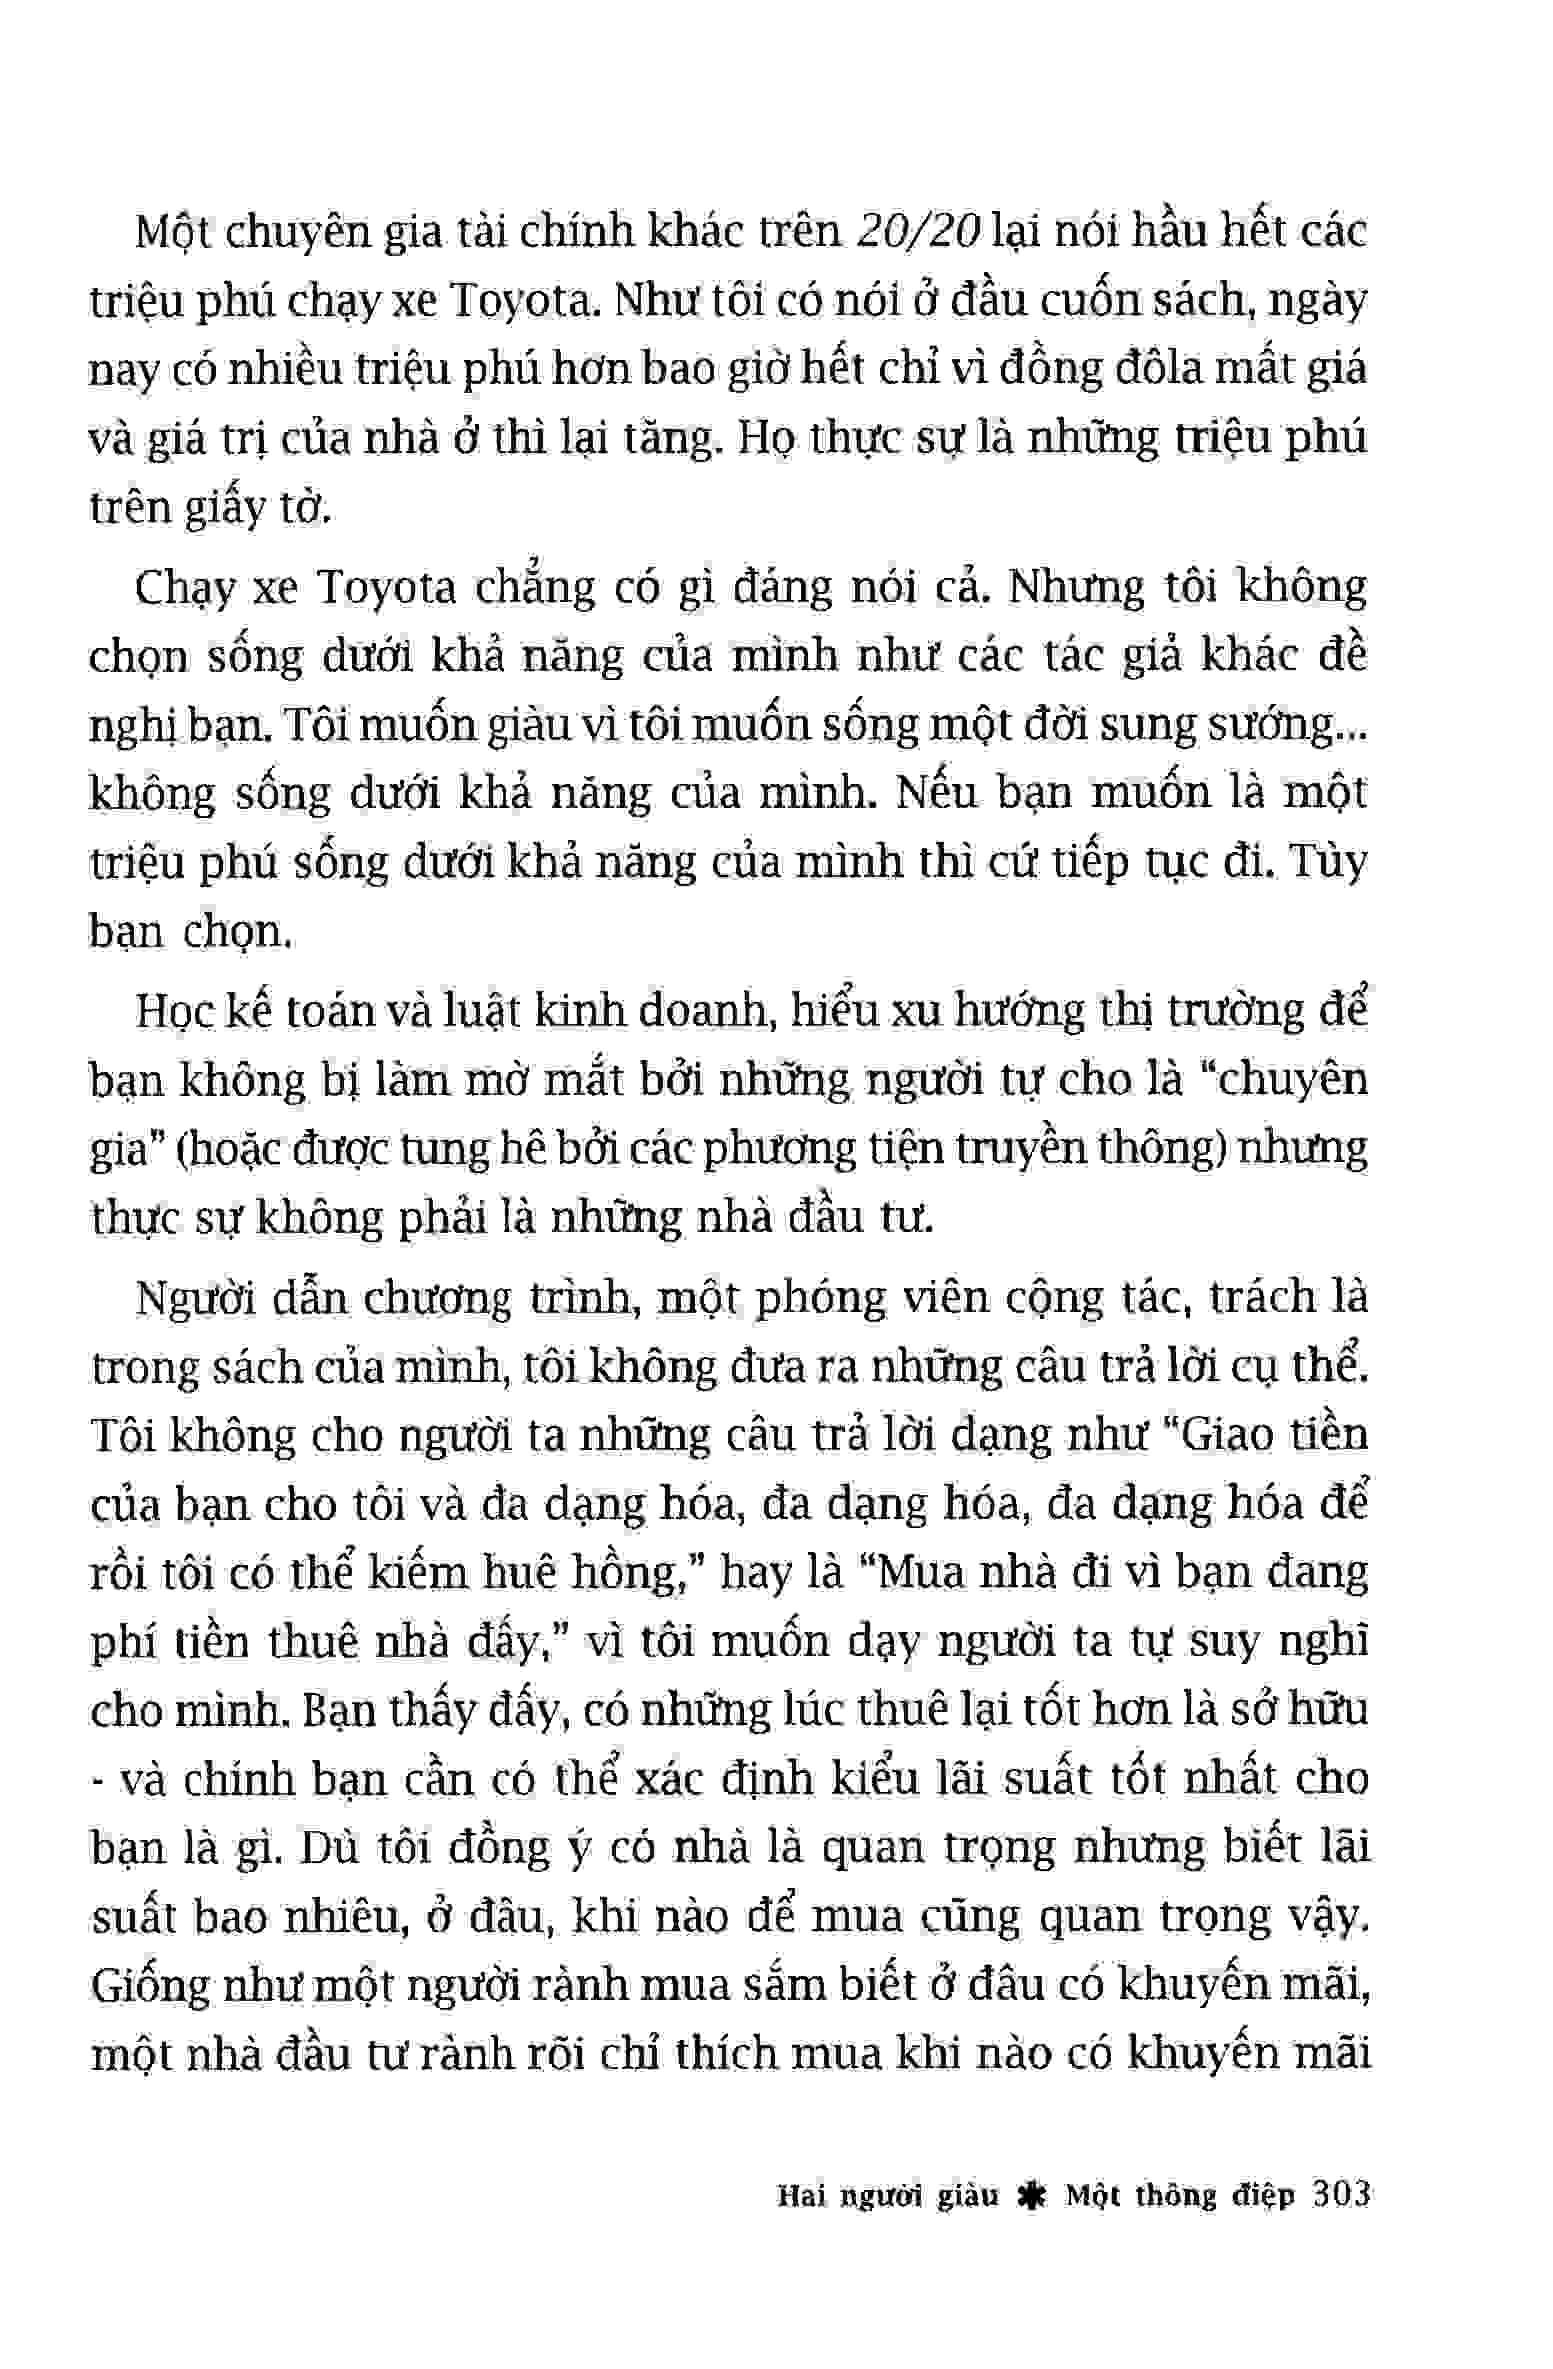 Một chuyên gia tài chính khác trên 20/20 lại nói hầu hết các
triệu phú chạy xe Toyota. Như tôi có nói ở đầu cuốn sách, ngày
nay có nhiều triệu phú hơn bao giờ hết chỉ vì đồng đôla mất giá
và giá trị của nhà ở thì lại tăng. Họ thực sự là những triệu phú
trên giấy tờ.
Chạy xe Toyota chẳng có gì đáng nói cả. Nhưng tôi không
chọn sống dưới khả năng của mình như các tác giả khác đề
nghị bạn. Tôi muốn giàu vì tôi muốn sống một đời sung sướng...
không sống dưới khả năng của mình. Nếu bạn muốn là một
triệu phú sống dưới khả năng của mình thì cứ tiếp tục đi. Tùy
bạn chọn.
Học kế toán và luật kinh doanh, hiểu xu hướng thị trường để
bạn không bị làm mờ mắt bởi những người tự cho là “chuyên
gia” (hoặc được tung hê bởi các phương tiện truyền thông) nhưng
thực sự không phải là những nhà đầu tư.
Người dẫn chương trình, một phóng viên cộng tác, trách là
trong sách của mình, tôi không đưa ra những câu trả lời cụ thể.
Tôi không cho người ta những câu trả lời dạng như “Giao tiền
của bạn cho tôi và đa dạng hóa, đa dạng hóa, đa dạng hóa để
rồi tôi có thể kiếm huê hồng,” hay là “Mua nhà đi vì bạn đang
phí tiền thuê nhà đấy,” vì tôi muốn dạy người ta tự suy nghĩ
cho mình. Bạn thấy đấy, có những lúc thuê lại tốt hơn là sở hữu
- và chính bạn cần có thể xác định kiểu lãi suất tốt nhất cho
bạn là gì. Dù tôi đồng ý có nhà là quan trọng nhưng biết lãi
suất bao nhiêu, ở đâu, khi nào để mua cũng quan trọng vậy.
Giống như một người rành mua sắm biết ở đâu có khuyến mãi,
một nhà đầu tư rành rõi chỉ thích mua khi nào có khuyến mãi
Hai người giàu ✱ Một thông điệp 303